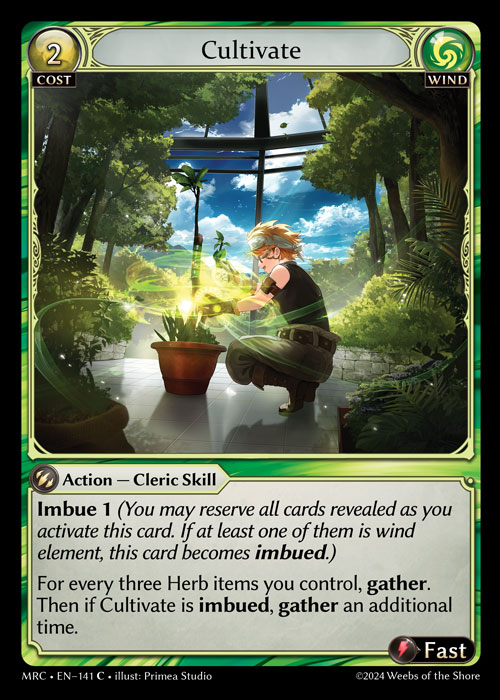 2
Cultivate
COST
WIND
Action — Cleric Skill
Imbue 1 (You may reserve all cards revealed as you
activate this card. If at least one of them is wind
element, this card becomes imbued.)
For every three Herb items you control, gather.
Then if Cultivate is imbued, gather an additional
time.
Fast
MRC • EN–141 C • illust: Primea Studio
©2024 Weebs of the Shore